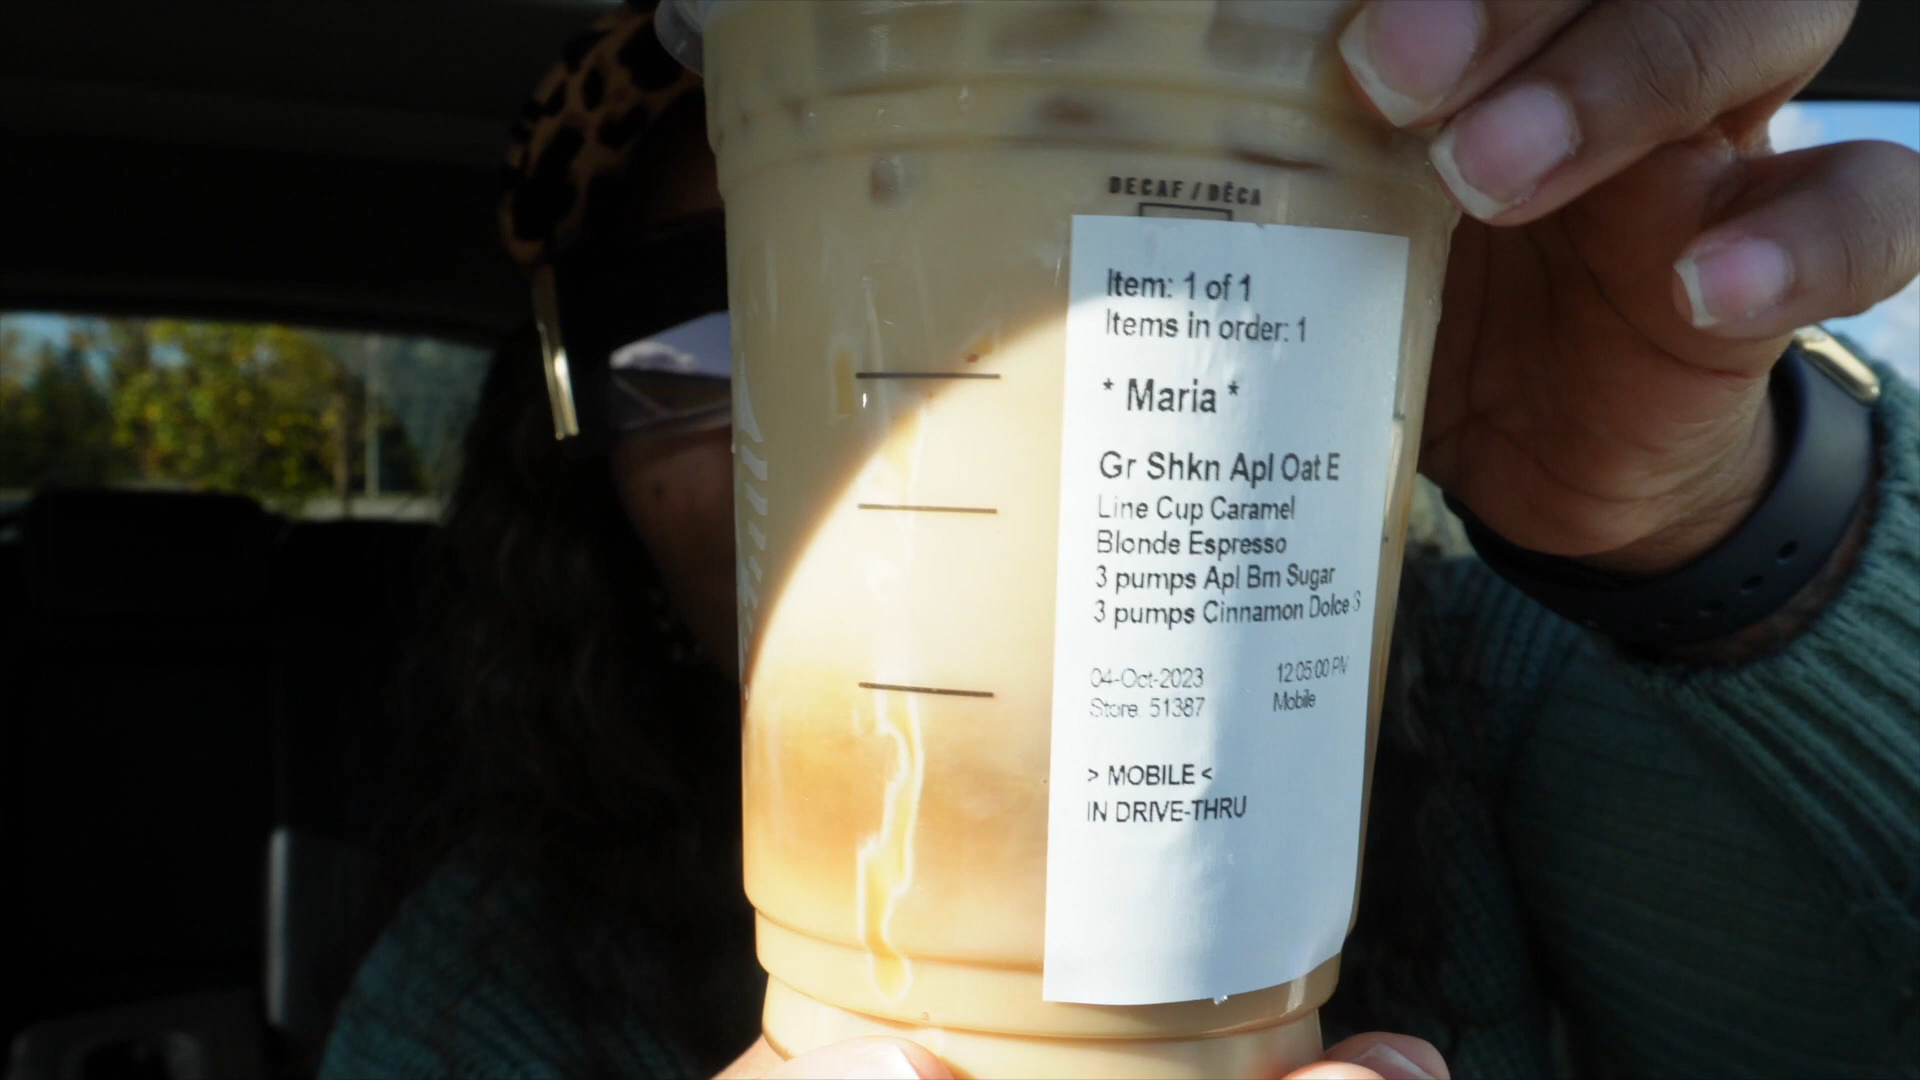 DECAF / DÉCA
Item: 1 of 1
Items in order: 1
* Maria *
Gr Shkn Apl Oat E
Line Cup Caramel
Blonde Espresso
3 pumps Apl Brn Sugar
3 pumps Cinnamon Dolce S
04-Oct-2023 12:05:00 PM
Store: 51387 Mobile
> MOBILE <
IN DRIVE-THRU